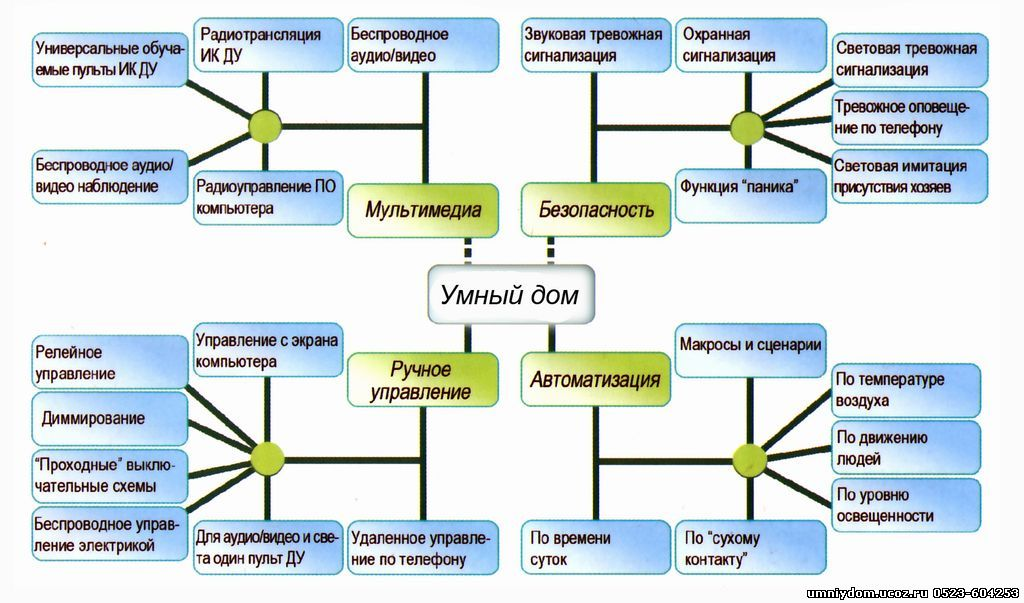 Универсальные обуча-
емые пульты ИК ДУ
Радиотрансляция
ИК ДУ
Беспроводное
аудио/видео
Беспроводное аудио/
видео наблюдение
Радиоуправление ПО
компьютера
Мультимедиа
Звуковая тревожная
сигнализация
Охранная
сигнализация
Световая тревожная
сигнализация
Тревожное оповеще-
ние по телефону
Световая имитация
присутствия хозяев
Функция "паника"
Безопасность
Умный дом
Релейное
управление
Управление с экрана
компьютера
Ручное
управление
Диммирование
"Проходные" выклю-
чательные схемы
Беспроводное управ-
ление электрикой
Для аудио/видео и све-
та один пульт ДУ
Удаленное управле-
ние по телефону
Автоматизация
Макросы и сценарии
По температуре
воздуха
По движению
людей
По уровню
освещенности
По времени
суток
По "сухому
контакту"
umniydom.ucoz.ru 0523-604253